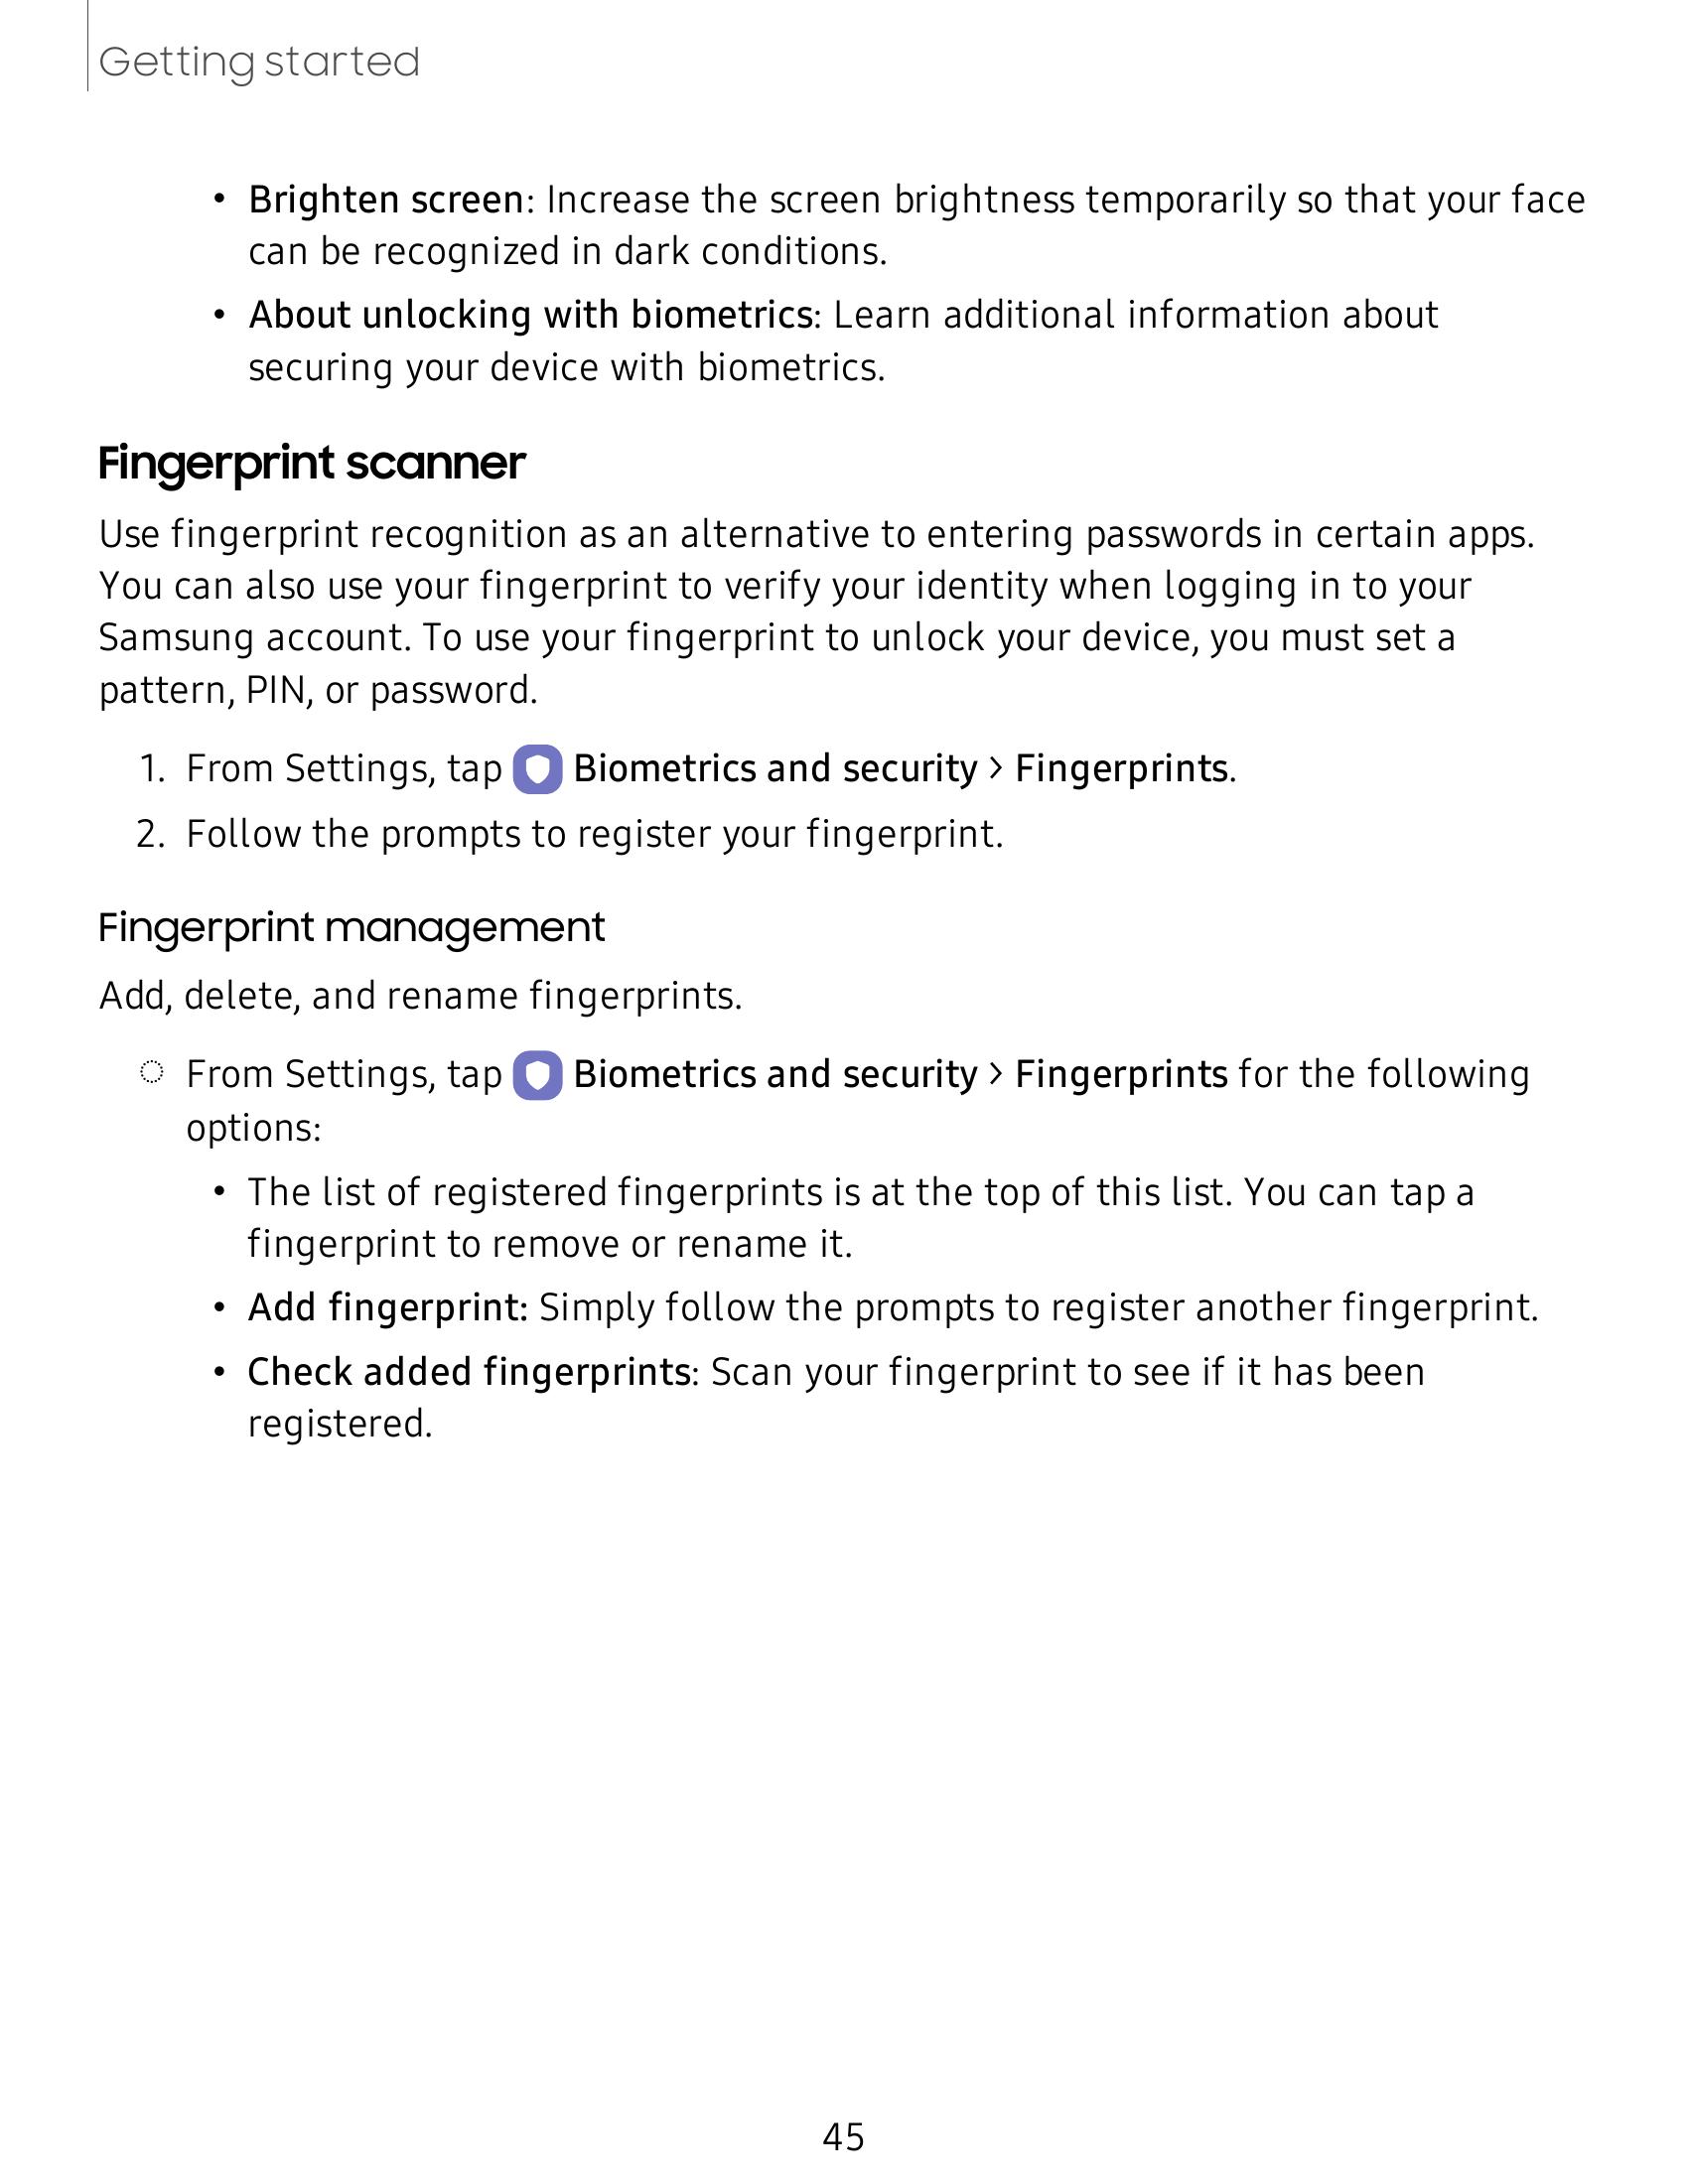 Getting started
• Brighten screen: Increase the screen brightness temporarily so that your face
can be recognized in dark conditions.
• About unlocking with biometrics: Learn additional information about
securing your device with biometrics.
Fingerprint scanner
Use fingerprint recognition as an alternative to entering passwords in certain apps.
You can also use your fingerprint to verify your identity when logging in to your
Samsung account. To use your fingerprint to unlock your device, you must set a
pattern, PIN, or password.
1. From Settings, tap Biometrics and security > Fingerprints.
2. Follow the prompts to register your fingerprint.
Fingerprint management
Add, delete, and rename fingerprints.
◌ From Settings, tap Biometrics and security > Fingerprints for the following
options:
• The list of registered fingerprints is at the top of this list. You can tap a
fingerprint to remove or rename it.
• Add fingerprint: Simply follow the prompts to register another fingerprint.
• Check added fingerprints: Scan your fingerprint to see if it has been
registered.
45